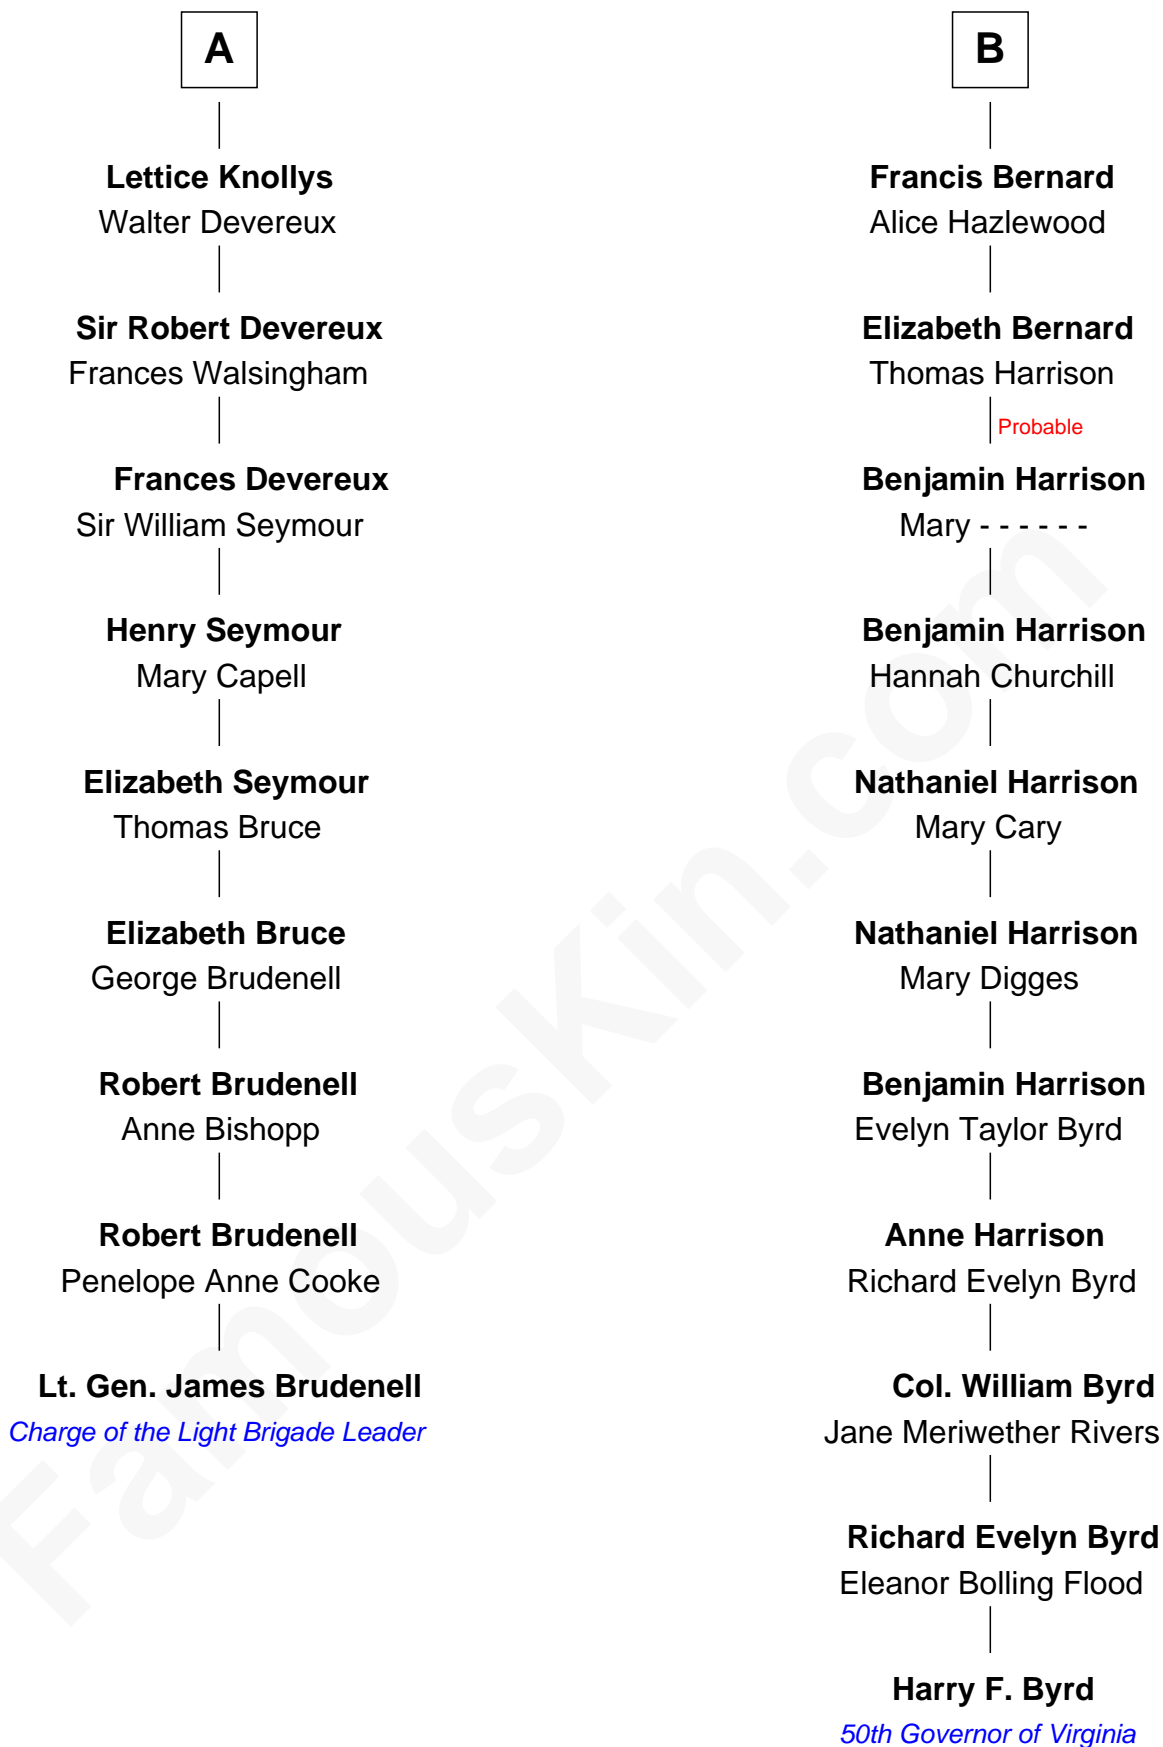 A
Lettice Knollys
Walter Devereux
Sir Robert Devereux
Frances Walsingham
Frances Devereux
Sir William Seymour
Henry Seymour
Mary Capell
Elizabeth Seymour
Thomas Bruce
Elizabeth Bruce
George Brudenell
Robert Brudenell
Anne Bishopp
Robert Brudenell
Penelope Anne Cooke
Lt. Gen. James Brudenell
Charge of the Light Brigade Leader
B
Francis Bernard
Alice Hazlewood
Elizabeth Bernard
Thomas Harrison
Probable
Benjamin Harrison
Mary - - - - - -
Benjamin Harrison
Hannah Churchill
Nathaniel Harrison
Mary Cary
Nathaniel Harrison
Mary Digges
Benjamin Harrison
Evelyn Taylor Byrd
Anne Harrison
Richard Evelyn Byrd
Col. William Byrd
Jane Meriwether Rivers
Richard Evelyn Byrd
Eleanor Bolling Flood
Harry F. Byrd
50th Governor of Virginia
FamousKin.com